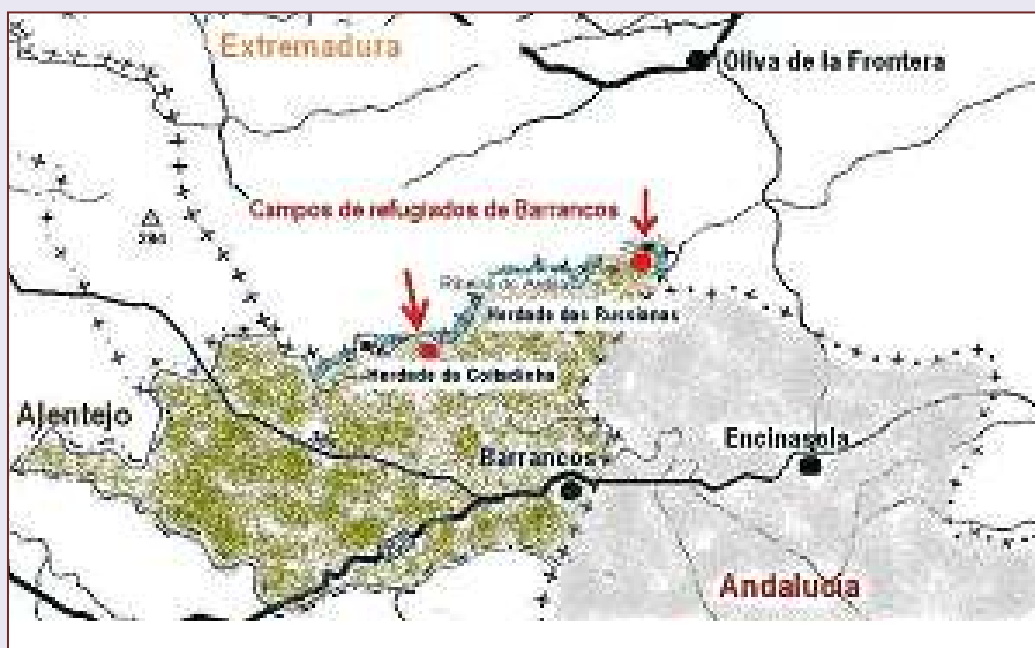 Extremadura
Oliva de la Frontera
Campos de refugiados de Barrancos
Herdade das Russianas
Herdade da Coitadinha
Alentejo
Encinasola
Barrancos
Andalucía